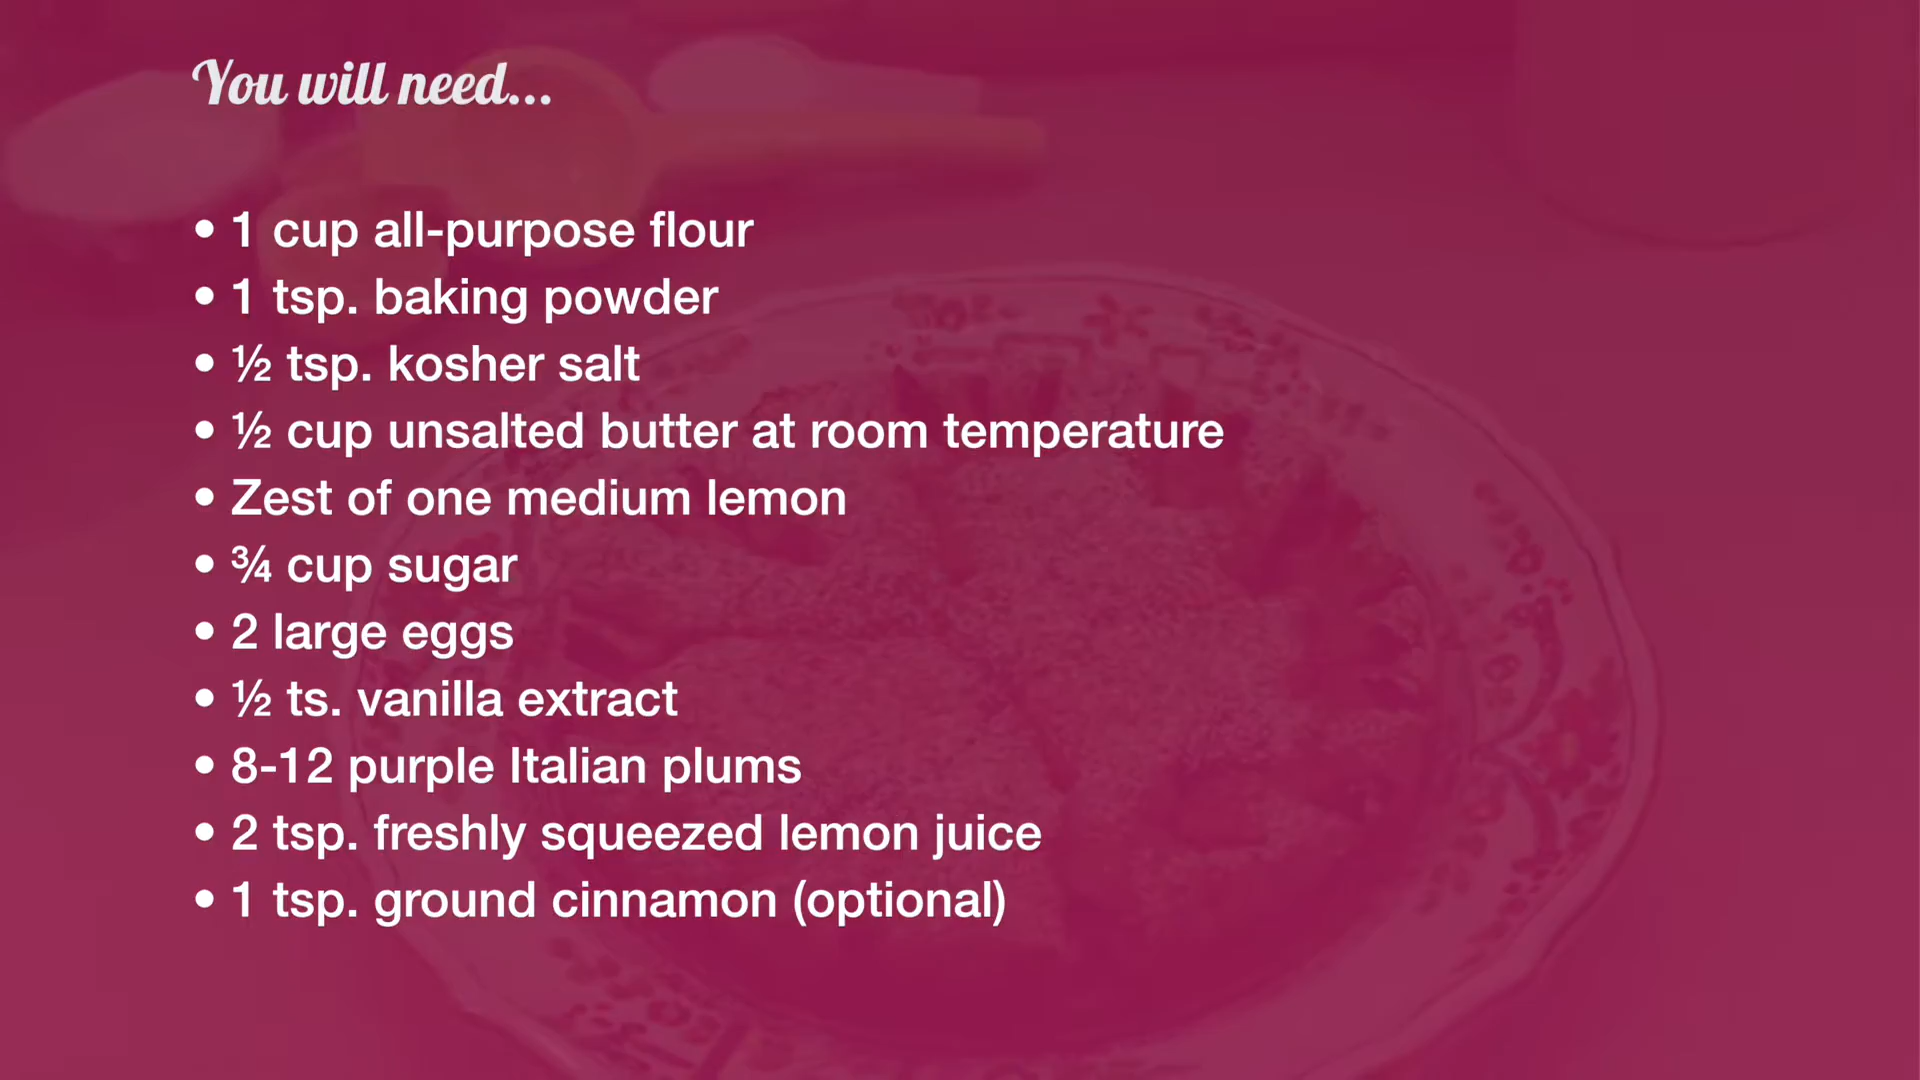 You will need...
• 1 cup all-purpose flour
• 1 tsp. baking powder
• ½ tsp. kosher salt
• ½ cup unsalted butter at room temperature
• Zest of one medium lemon
• ¾ cup sugar
• 2 large eggs
• ½ ts. vanilla extract
• 8-12 purple Italian plums
• 2 tsp. freshly squeezed lemon juice
• 1 tsp. ground cinnamon (optional)